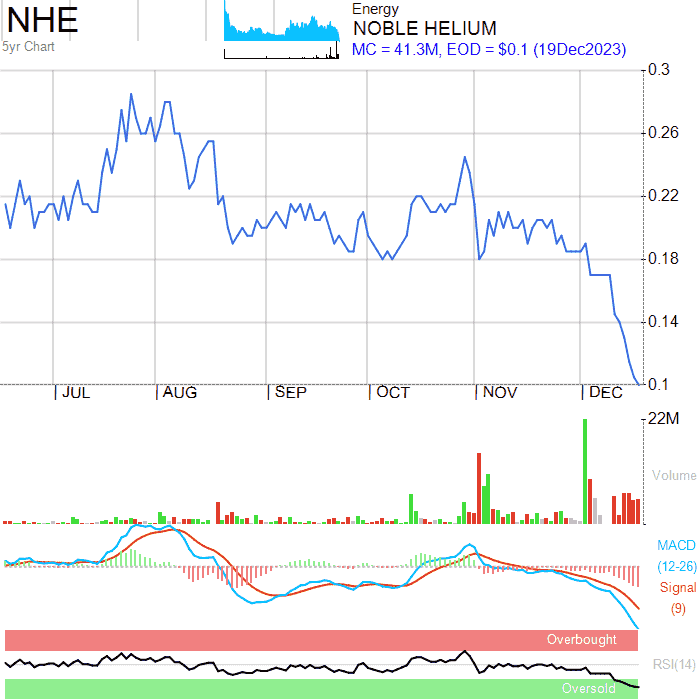 NHE
5yr Chart
Energy
NOBLE HELIUM
MC = 41.3M, EOD = $0.1 (19Dec2023)
0.3
0.26
0.22
0.18
0.14
0.1
JUL AUG SEP OCT NOV DEC
22M
Volume
MACD
(12-26)
Signal
(9)
Overbought
RSI(14)
Oversold